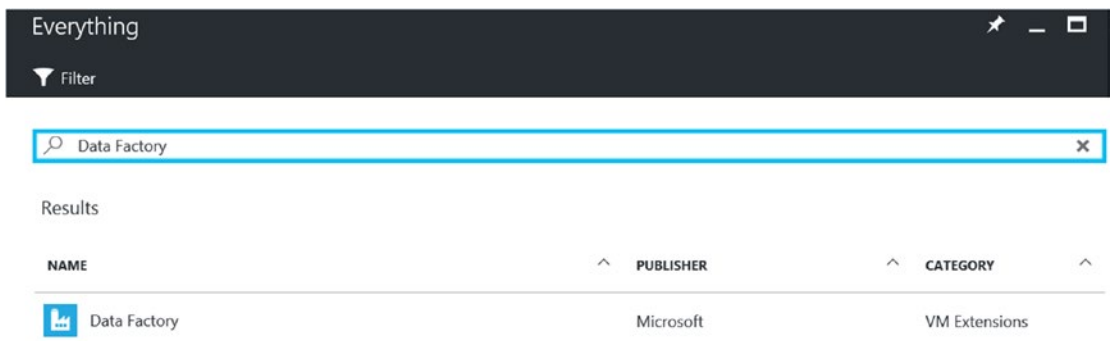 Everything
Filter
Data Factory
Results
NAME PUBLISHER CATEGORY
Data Factory Microsoft VM Extensions